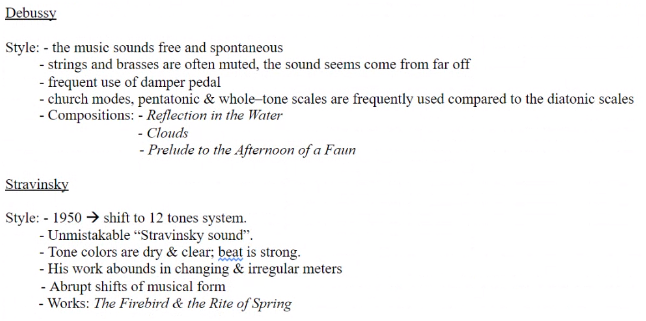 Debussy
Style: - the music sounds free and spontaneous
- strings and brasses are often muted, the sound seems come from far off
- frequent use of damper pedal
- church modes, pentatonic & whole–tone scales are frequently used compared to the diatonic scales
- Compositions: - Reflection in the Water
- Clouds
- Prelude to the Afternoon of a Faun
Stravinsky
Style: - 1950 → shift to 12 tones system.
- Unmistakable “Stravinsky sound”.
- Tone colors are dry & clear; beat is strong.
- His work abounds in changing & irregular meters
- Abrupt shifts of musical form
- Works: The Firebird & the Rite of Spring